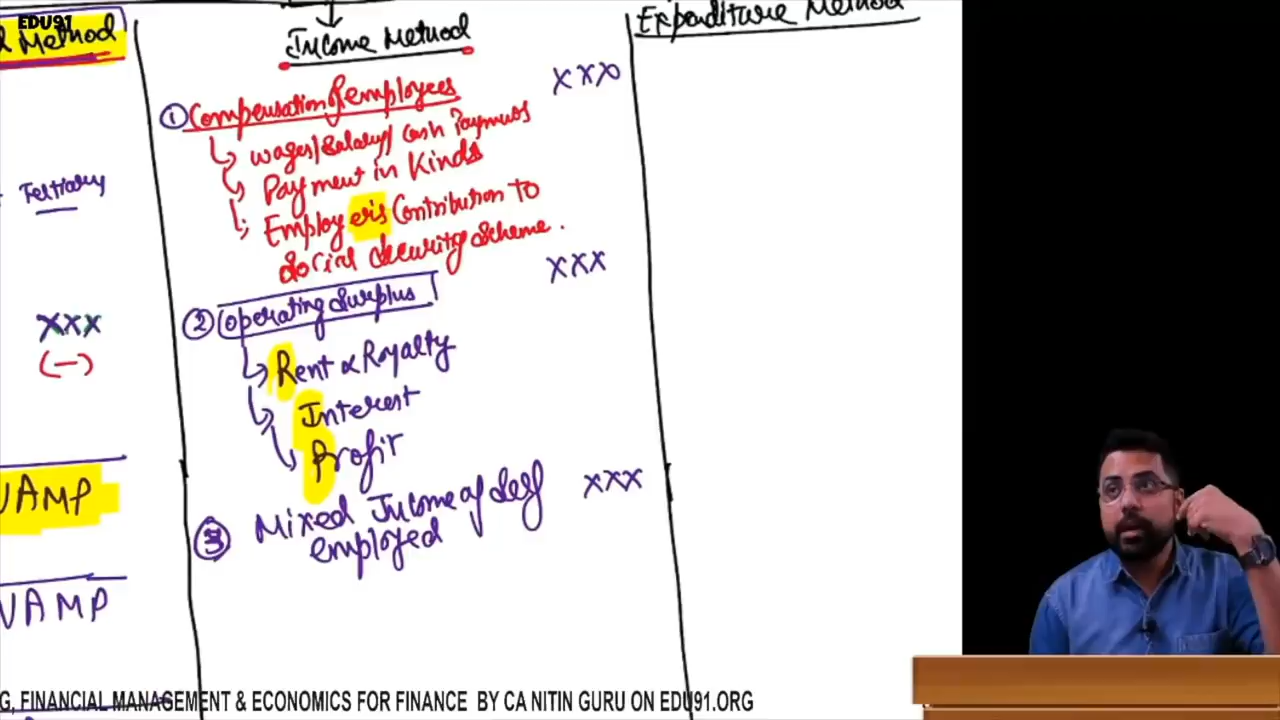 EDU91
Method
Tertiary
xxx
(-)
VAMP
VAMP
Income Method
① Compensation of employees xxx
wages/Salary/ Cash Payments
Payment in Kinds
Employer's Contribution to
Social Security Scheme.
② Operating Surplus xxx
Rent & Royalty
Interest
Profit
③ Mixed Income of Self xxx
employed
Expenditure Method
G, FINANCIAL MANAGEMENT & ECONOMICS FOR FINANCE BY CA NITIN GURU ON EDU91.ORG